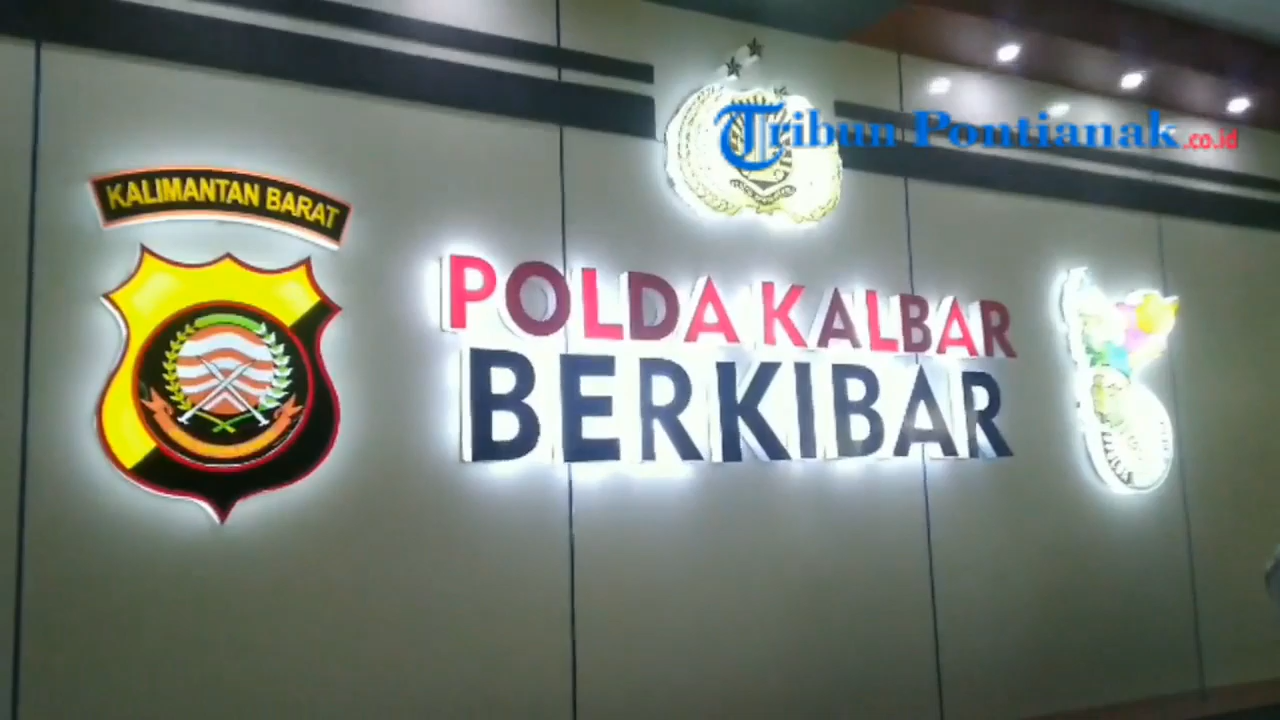 Tribun Pontianak.co.id
KALIMANTAN BARAT
POLDA KALBAR
BERKIBAR